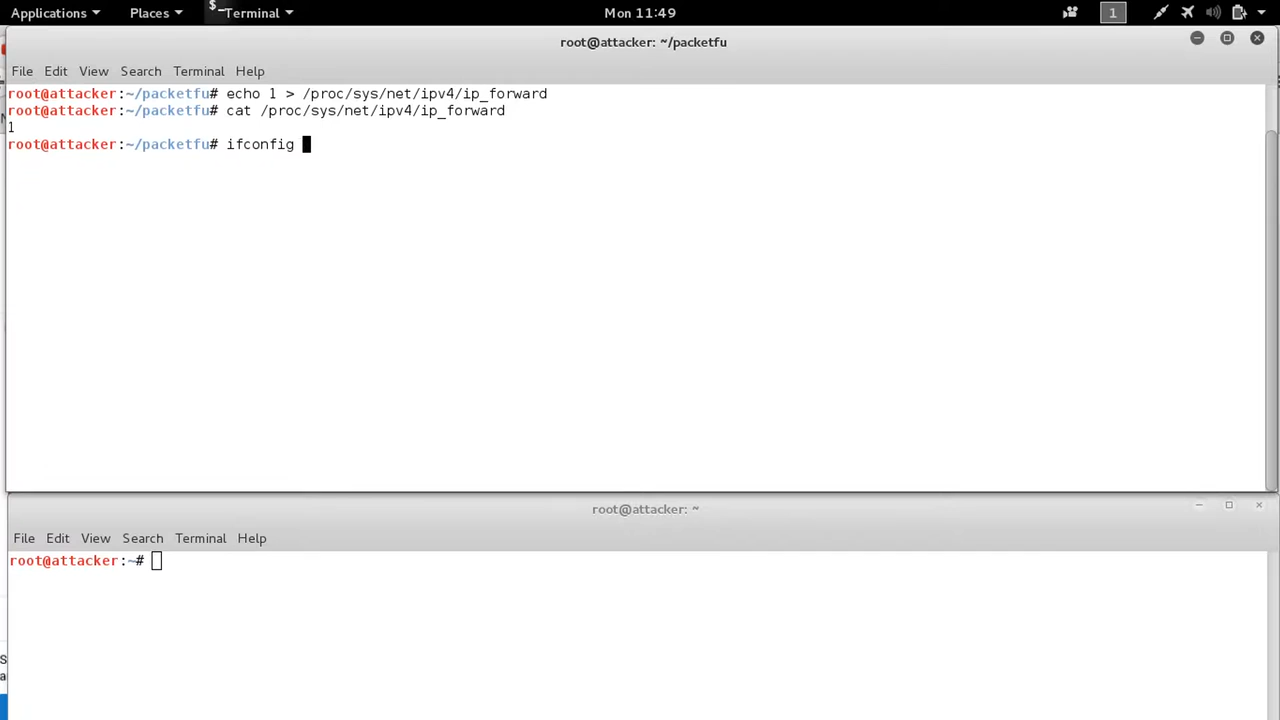 Applications Places Terminal Mon 11:49 1
root@attacker: ~/packetfu
File Edit View Search Terminal Help
root@attacker:~/packetfu# echo 1 > /proc/sys/net/ipv4/ip_forward
root@attacker:~/packetfu# cat /proc/sys/net/ipv4/ip_forward
1
root@attacker:~/packetfu# ifconfig
root@attacker: ~
File Edit View Search Terminal Help
root@attacker:~#